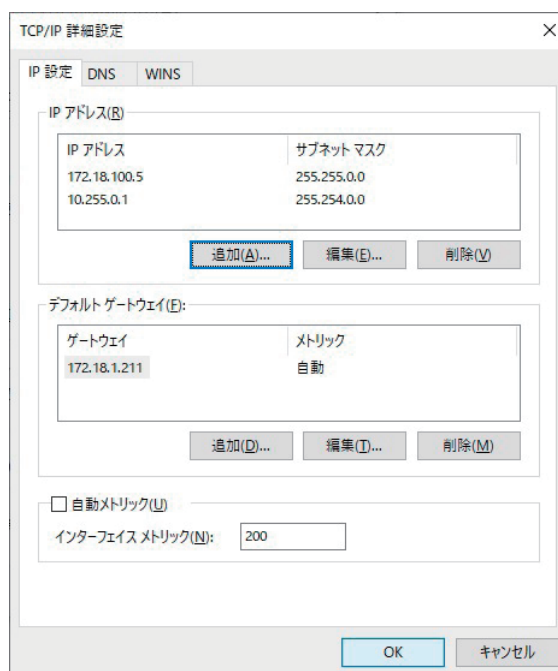 TCP/IP 詳細設定
IP 設定 DNS WINS
IP アドレス(R)
IP アドレス サブネット マスク
172.18.100.5 255.255.0.0
10.255.0.1 255.254.0.0
追加(A)... 編集(E)... 削除(V)
デフォルト ゲートウェイ(F):
ゲートウェイ メトリック
172.18.1.211 自動
追加(D)... 編集(T)... 削除(M)
自動メトリック(U)
インターフェイス メトリック(N): 200
OK キャンセル